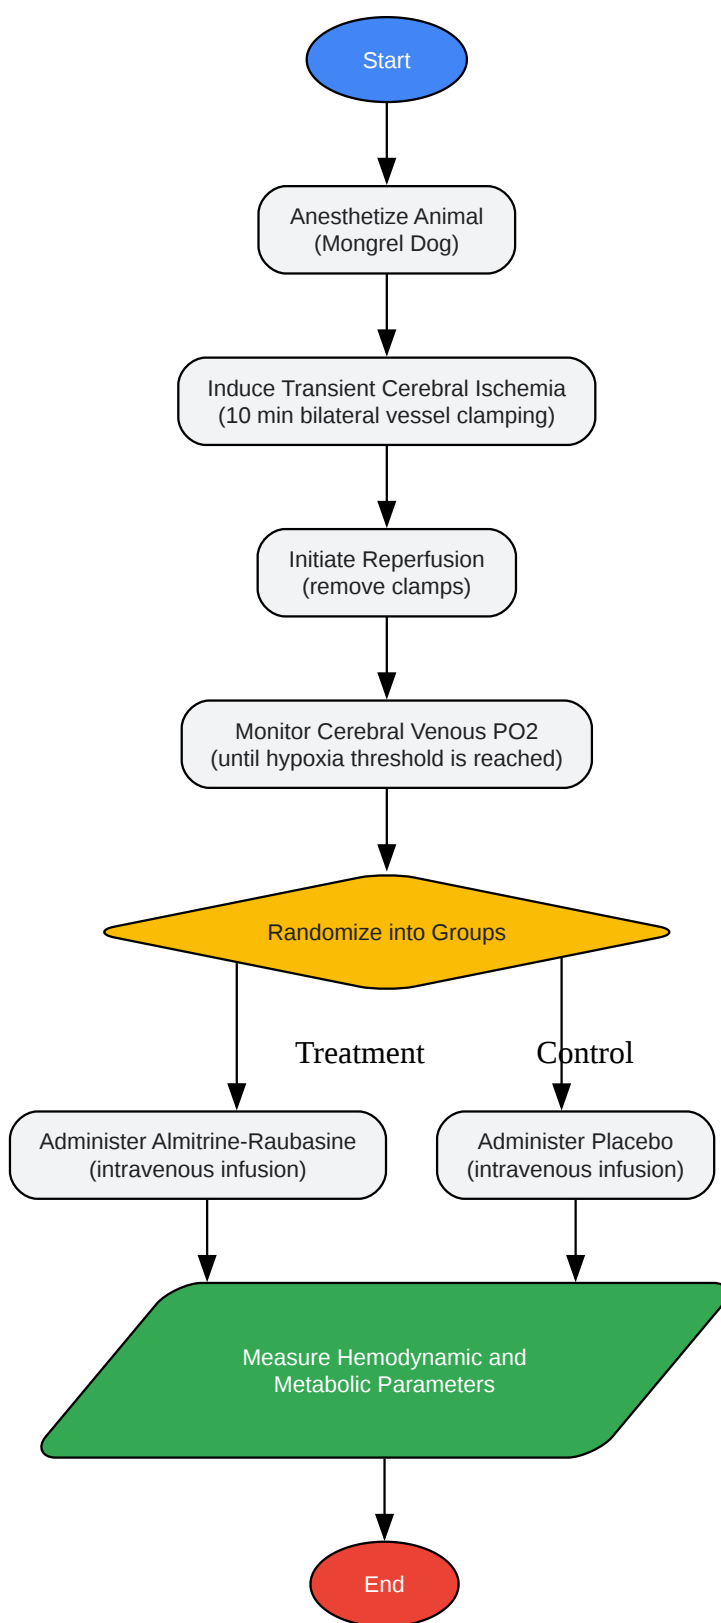 Start
Anesthetize Animal
(Mongrel Dog)
Induce Transient Cerebral Ischemia
(10 min bilateral vessel clamping)
Initiate Reperfusion
(remove clamps)
Monitor Cerebral Venous PO2
(until hypoxia threshold is reached)
Randomize into Groups
Treatment
Control
Administer Almitrine-Raubasine
(intravenous infusion)
Administer Placebo
(intravenous infusion)
Measure Hemodynamic and
Metabolic Parameters
End